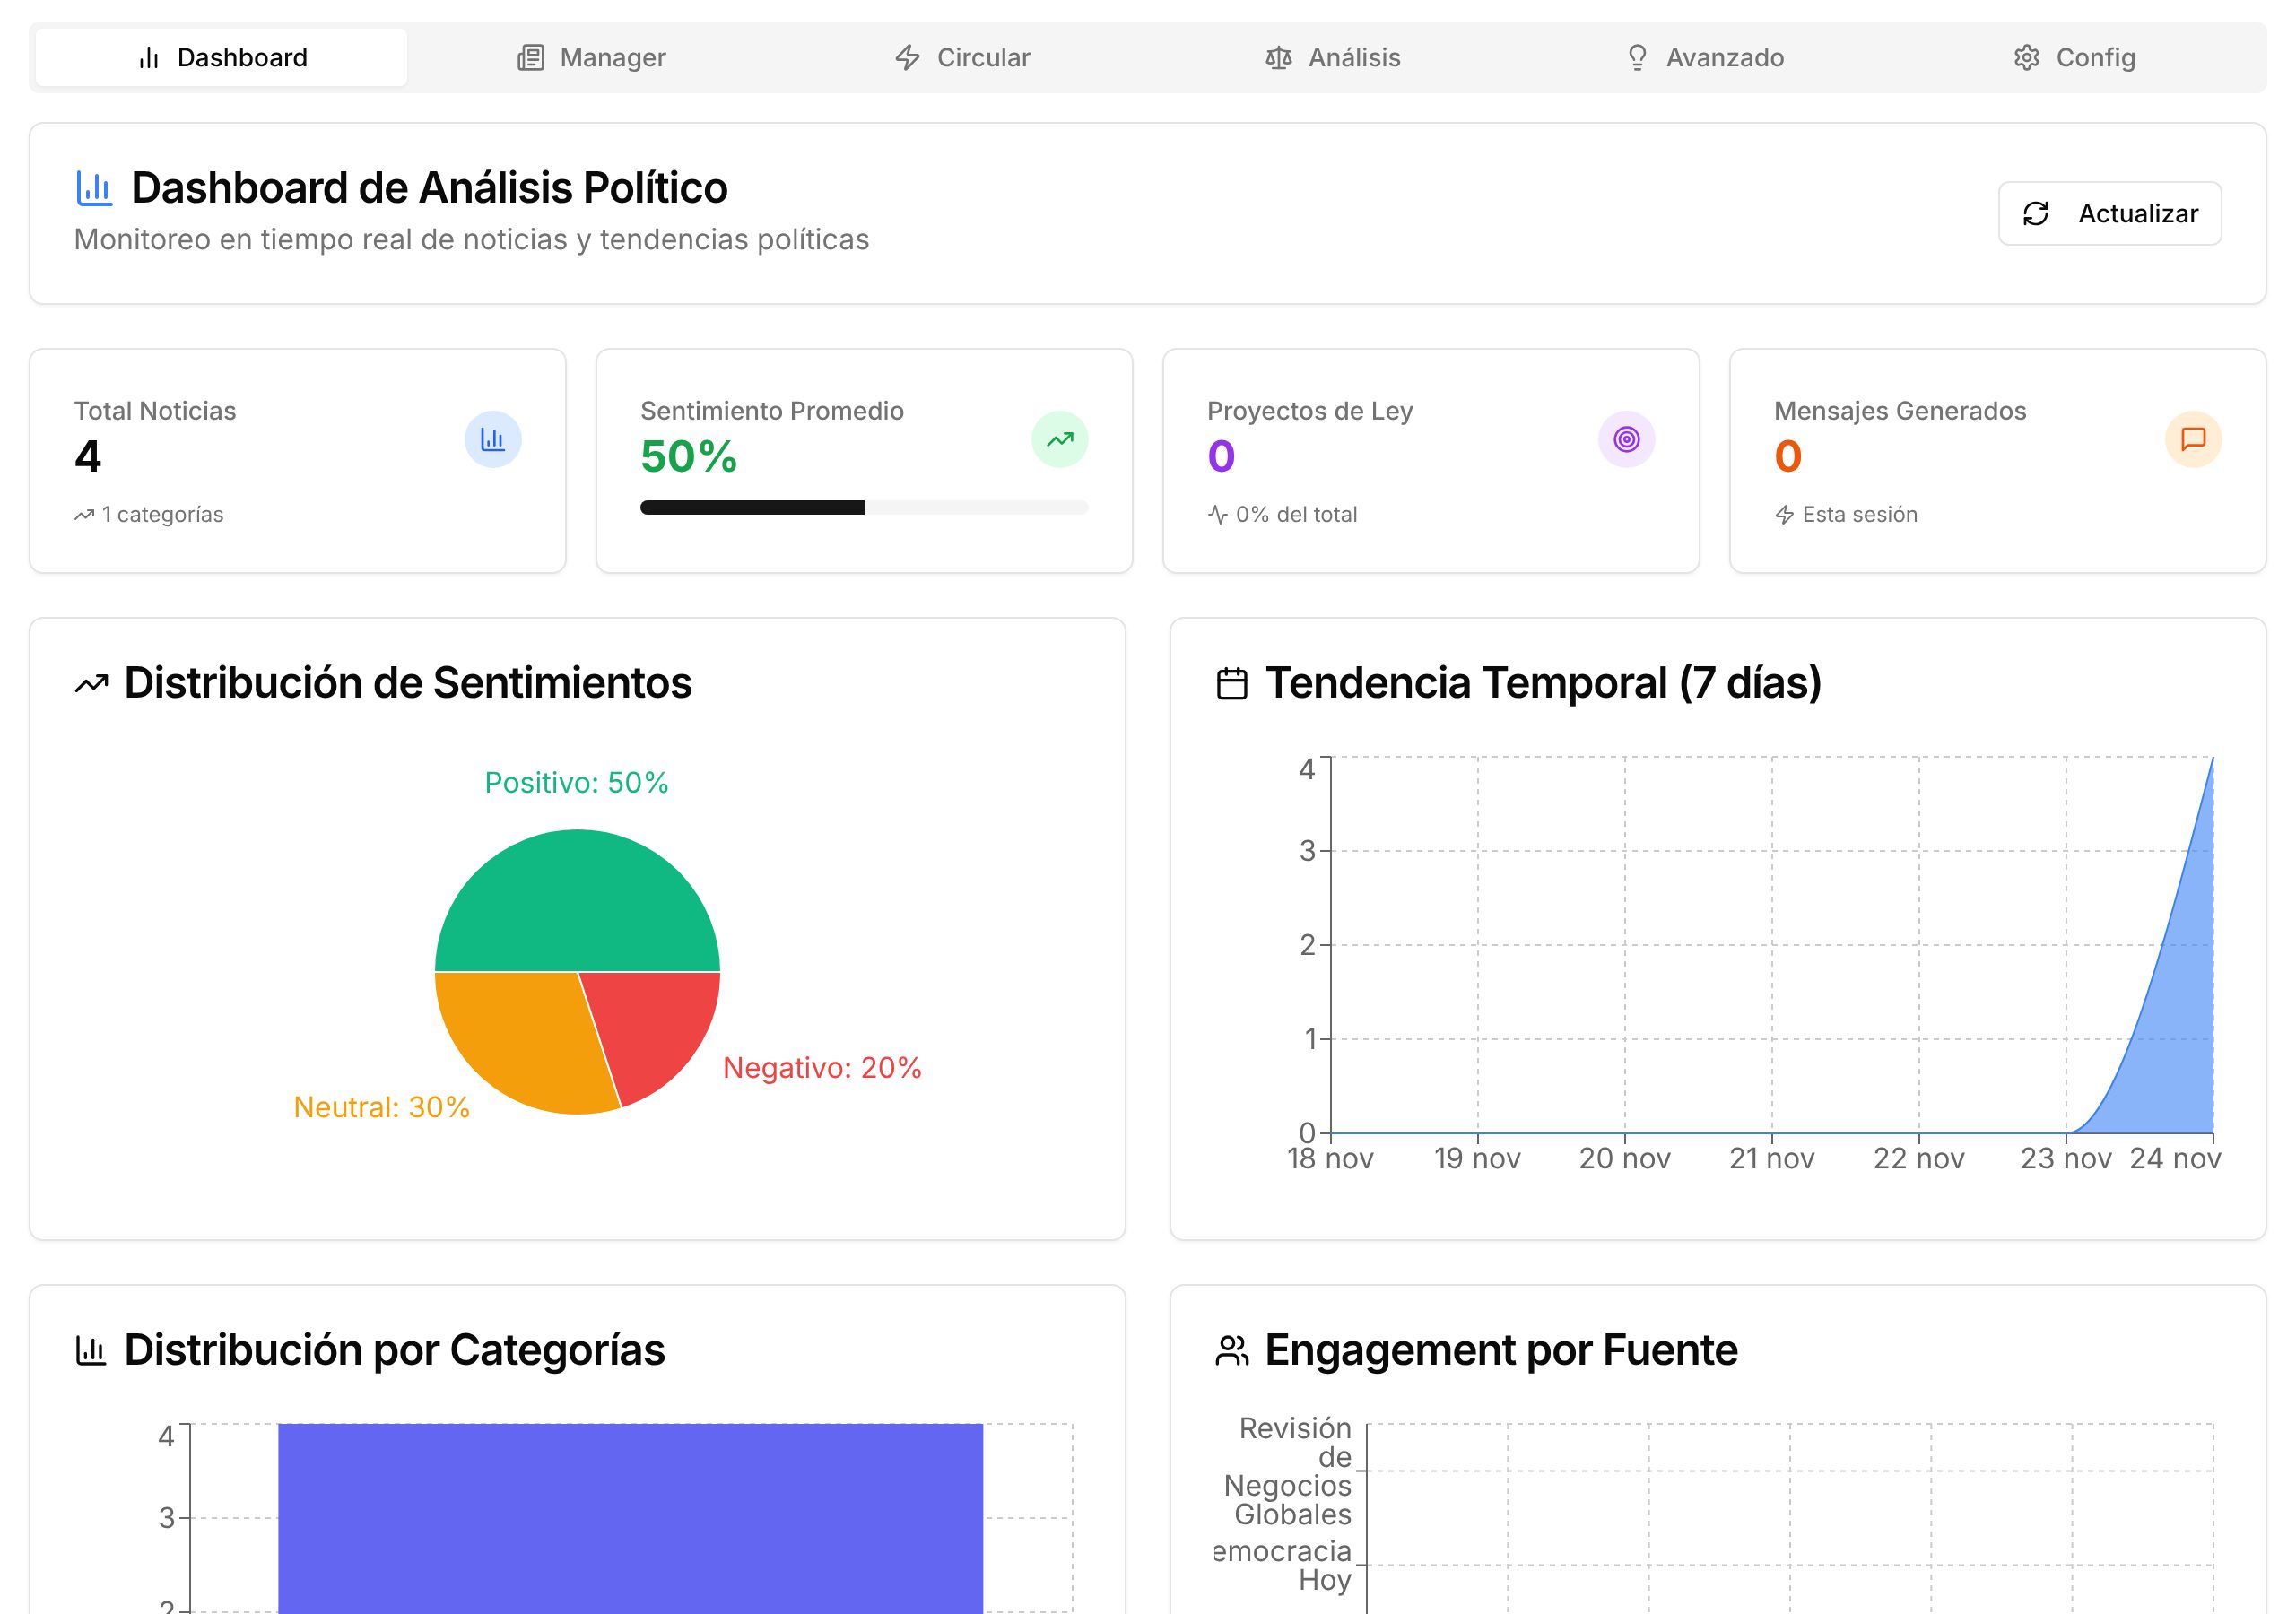 Dashboard
Manager
Circular
Análisis
Avanzado
Config
Dashboard de Análisis Político
Monitoreo en tiempo real de noticias y tendencias políticas
Actualizar
Total Noticias
4
1 categorías
Sentimiento Promedio
50%
Proyectos de Ley
0
0% del total
Mensajes Generados
0
Esta sesión
Distribución de Sentimientos
Positivo: 50%
Negativo: 20%
Neutral: 30%
Tendencia Temporal (7 días)
4
3
2
1
0
18 nov 19 nov 20 nov 21 nov 22 nov 23 nov 24 nov
Distribución por Categorías
4
3
2
Engagement por Fuente
Revisión
de
Negocios
Globales
emocracia
Hoy